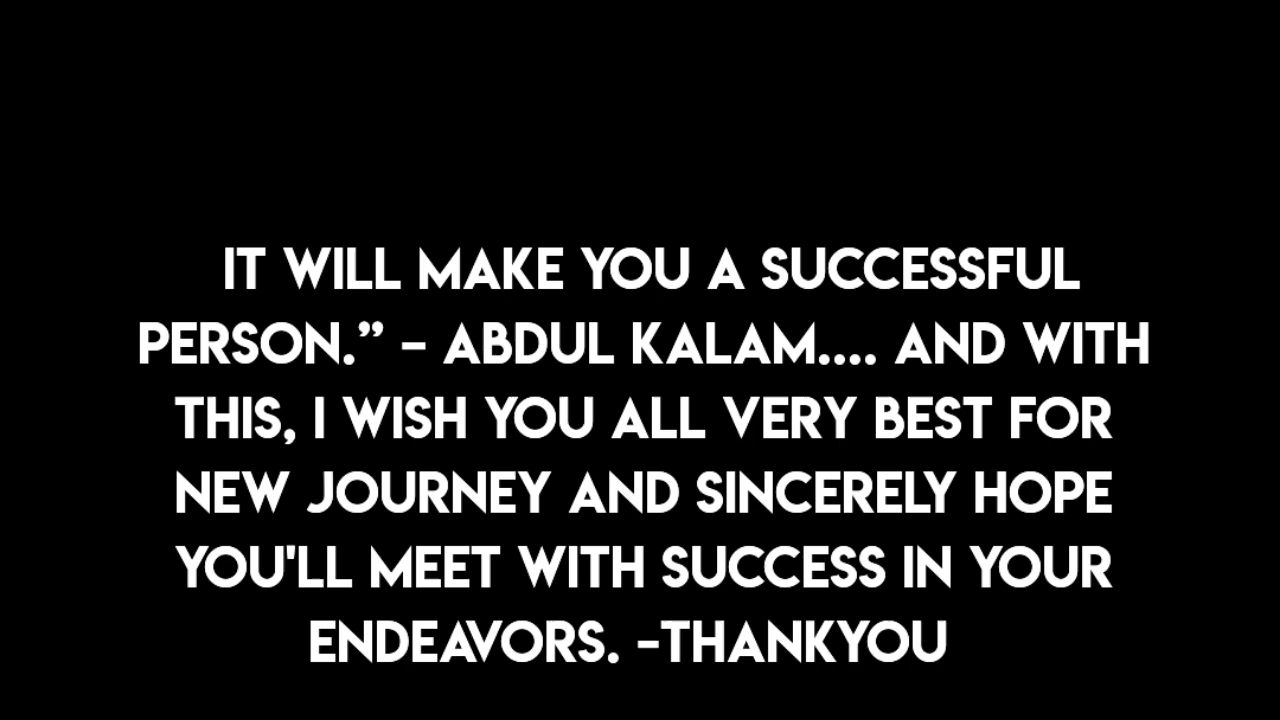 IT WILL MAKE YOU A SUCCESSFUL
PERSON.” – ABDUL KALAM.... AND WITH
THIS, I WISH YOU ALL VERY BEST FOR
NEW JOURNEY AND SINCERELY HOPE
YOU'LL MEET WITH SUCCESS IN YOUR
ENDEAVORS. -THANKYOU